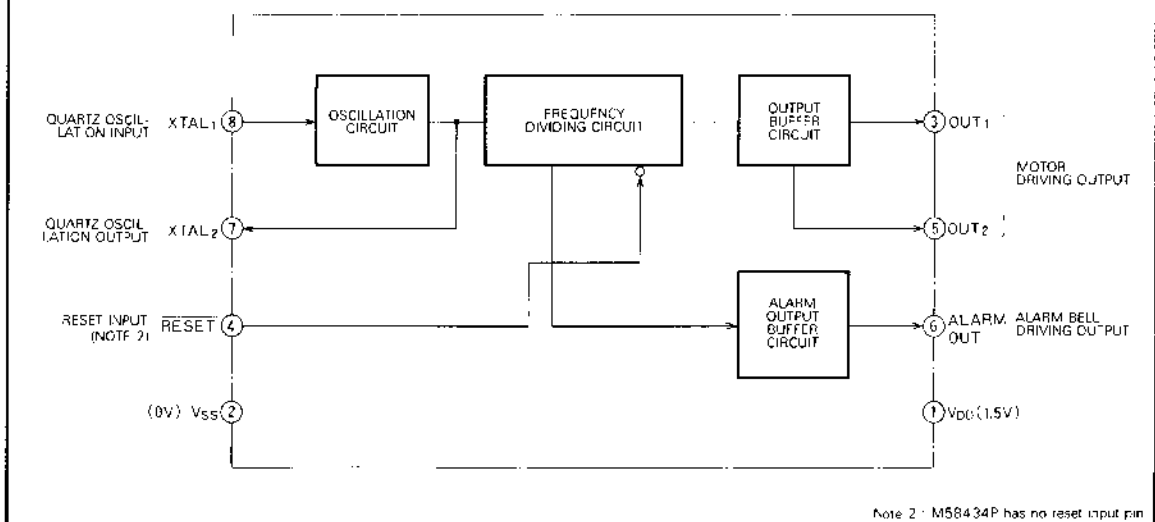 QUARTZ OSCIL-
LATION INPUT
XTAL1
8
OSCILLATION
CIRCUIT
FREQUENCY
DIVIDING CIRCUIT
OUTPUT
BUFFER
CIRCUIT
3
OUT1
MOTOR
DRIVING OUTPUT
QUARTZ OSCIL
LATION OUTPUT
XTAL2
7
5
OUT2
RESET INPUT
(NOTE 2)
RESET
4
ALARM
OUTPUT
BUFFER
CIRCUIT
6
ALARM
OUT
ALARM BELL
DRIVING OUTPUT
(0V) VSS
2
1
VDD (1.5V)
Note 2 : M58434P has no reset input pin